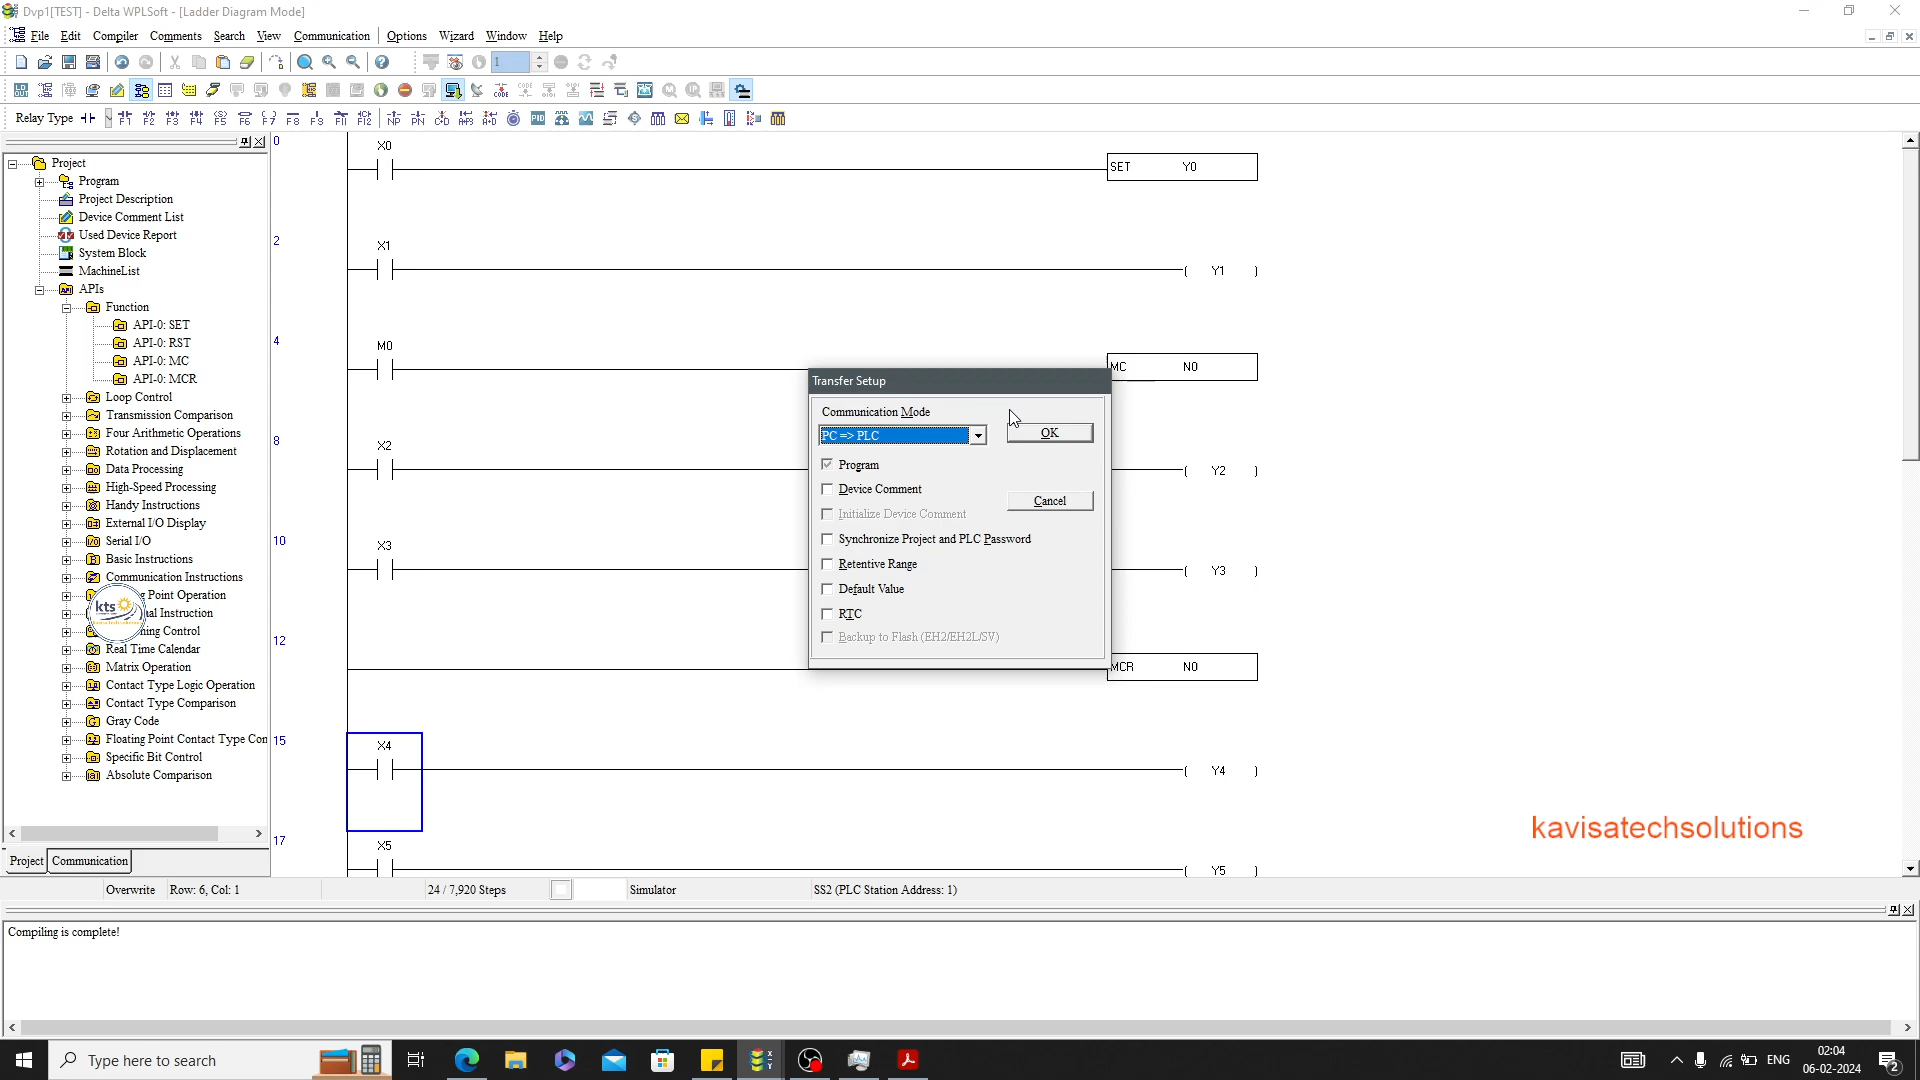 Dvp1[TEST] - Delta WPLSoft - [Ladder Diagram Mode]
File Edit Compiler Comments Search View Communication Options Wizard Window Help
1
Relay Type
Project
Program
Project Description
Device Comment List
Used Device Report
System Block
MachineList
APIs
Function
API-0: SET
API-0: RST
API-0: MC
API-0: MCR
Loop Control
Transmission Comparison
Four Arithmetic Operations
Rotation and Displacement
Data Processing
High-Speed Processing
Handy Instructions
External I/O Display
Serial I/O
Basic Instructions
Communication Instructions
g Point Operation
nal Instruction
ning Control
Real Time Calendar
Matrix Operation
Contact Type Logic Operation
Contact Type Comparison
Gray Code
Floating Point Contact Type Con
Specific Bit Control
Absolute Comparison
kts
Project Communication
0 X0 SET Y0
2 X1 Y1
4 M0 MC N0
8 X2 Y2
10 X3 Y3
12 MCR N0
15 X4 Y4
17 X5 Y5
Transfer Setup
Communication Mode
PC => PLC
OK
Program
Device Comment
Cancel
Initialize Device Comment
Synchronize Project and PLC Password
Retentive Range
Default Value
RTC
Backup to Flash (EH2/EH2L/SV)
kavisatechsolutions
Overwrite Row: 6, Col: 1 24 / 7,920 Steps Simulator SS2 (PLC Station Address: 1)
Compiling is complete!
Type here to search
ENG
02:04
06-02-2024
2